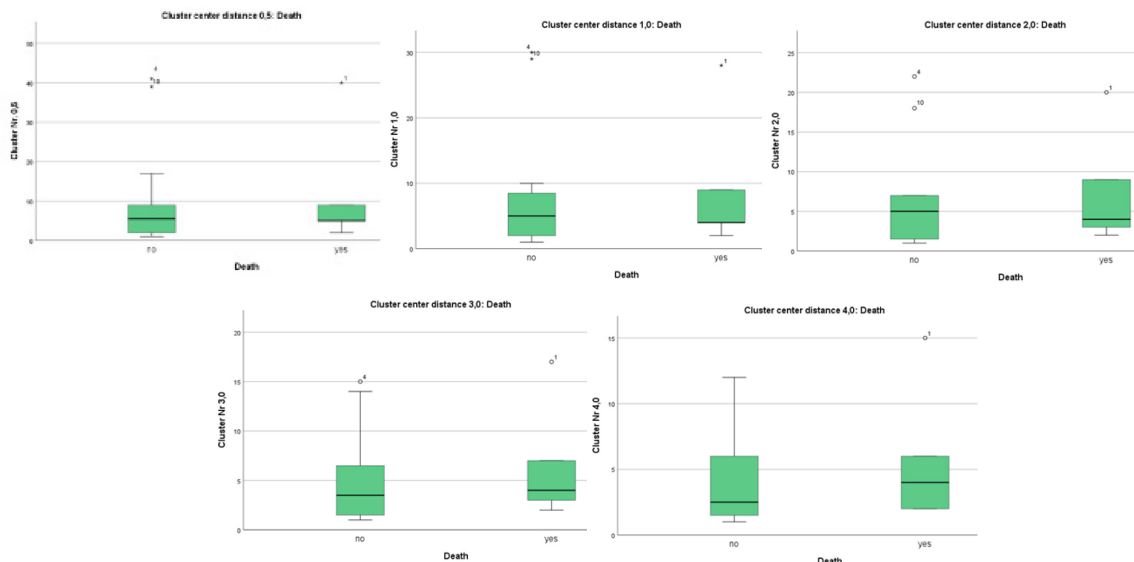 Cluster center distance 0,5: Death
Cluster Nr. 0,5
50
40
30
20
10
0
4
10
1
no
yes
Death
Cluster center distance 1,0: Death
Cluster Nr 1,0
30
20
10
0
4
10
1
no
yes
Death
Cluster center distance 2,0: Death
Cluster Nr 2,0
25
20
15
10
5
0
4
10
1
no
yes
Death
Cluster center distance 3,0: Death
Cluster Nr 3,0
20
15
10
5
0
4
1
no
yes
Death
Cluster center distance 4,0: Death
Cluster Nr 4,0
15
10
5
0
1
no
yes
Death